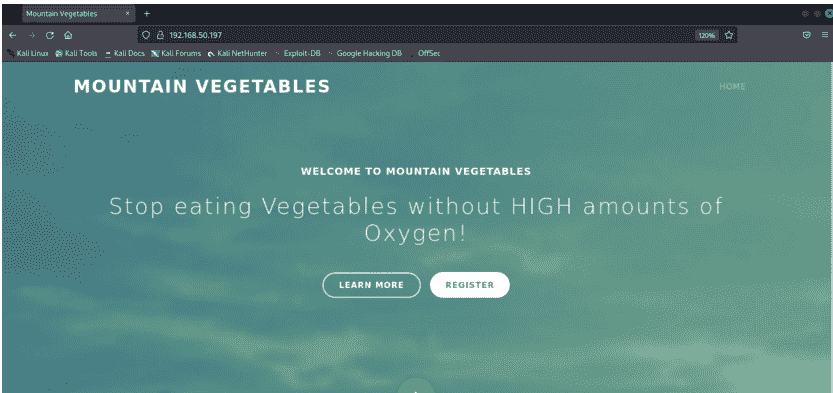 Mountain Vegetables
192.168.50.197
120%
Kali Linux Kali Tools Kali Docs Kali Forums Kali NetHunter Exploit-DB Google Hacking DB OffSec
MOUNTAIN VEGETABLES HOME
WELCOME TO MOUNTAIN VEGETABLES
Stop eating Vegetables without HIGH amounts of
Oxygen!
LEARN MORE REGISTER